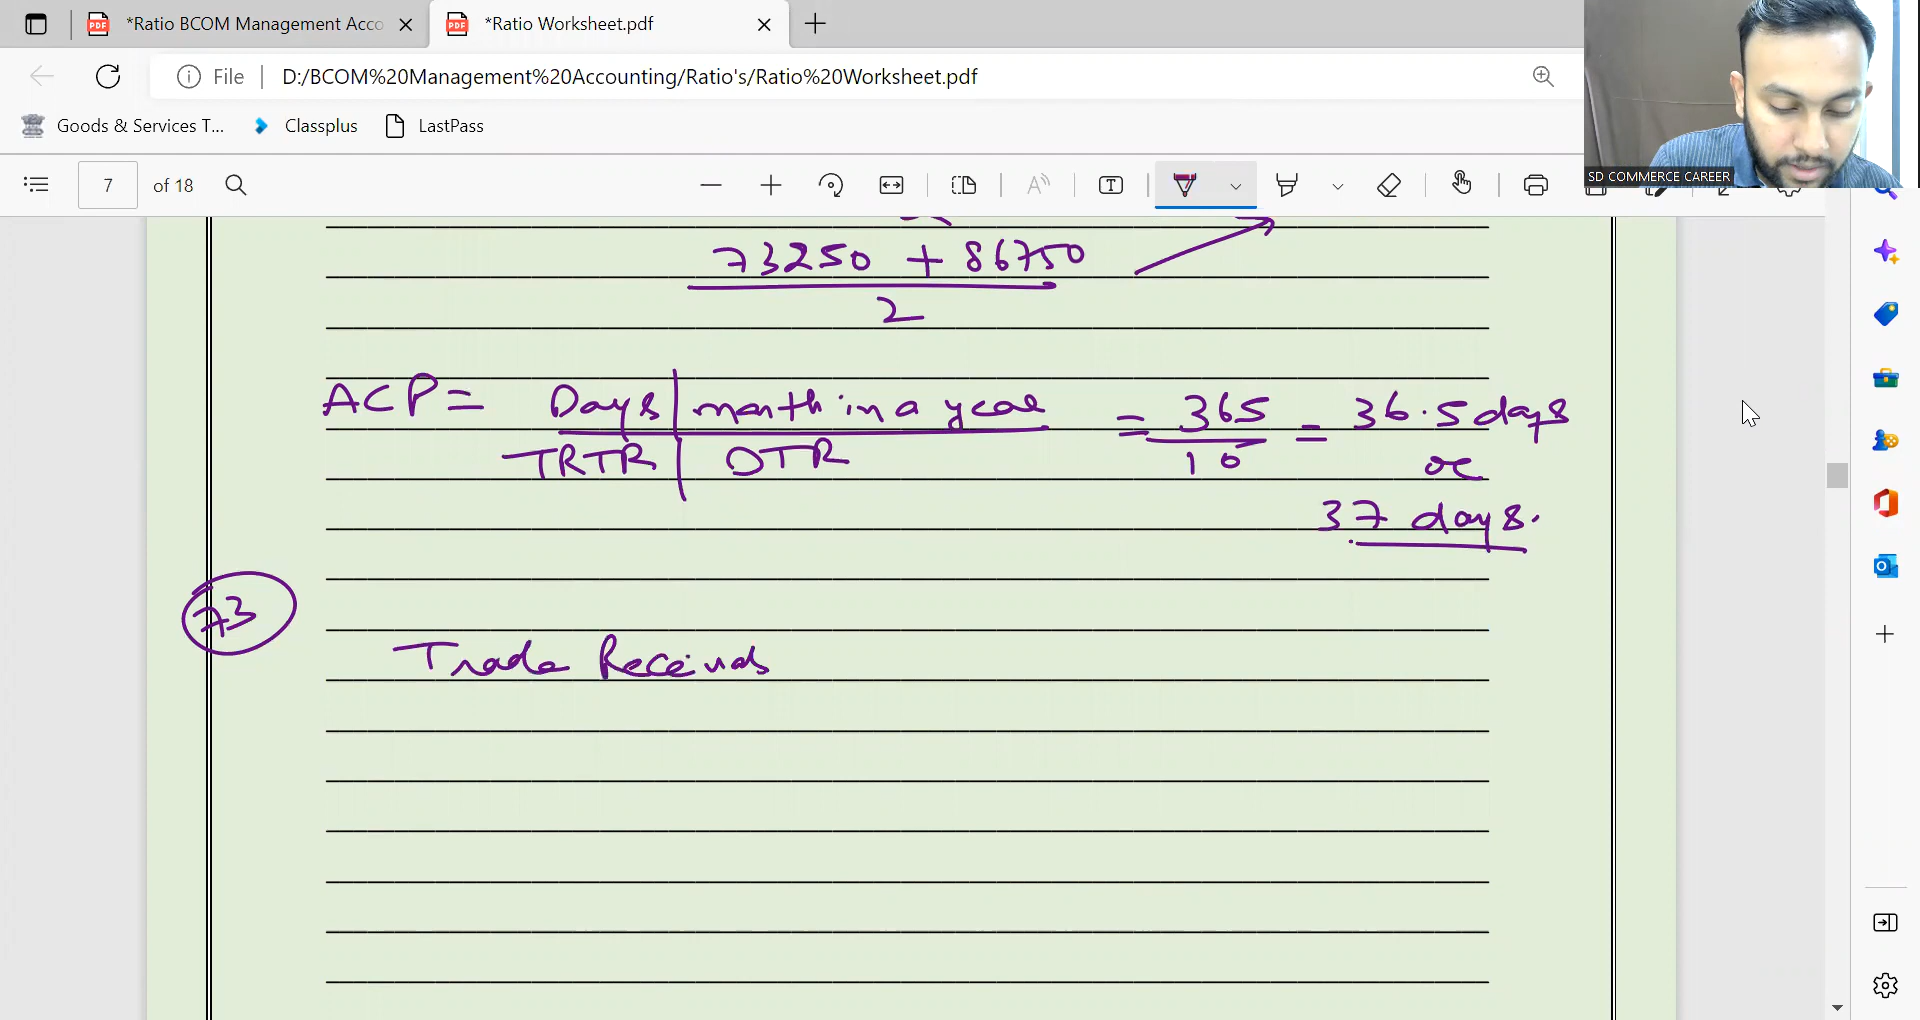 *Ratio BCOM Management Acco
*Ratio Worksheet.pdf
File
D:/BCOM%20Management%20Accounting/Ratio's/Ratio%20Worksheet.pdf
Goods & Services T...
Classplus
LastPass
SD COMMERCE CAREER
7 of 18
73250 + 86750
2
ACP = Days | month in a year = 365 = 36.5 days
TRTR | DTR 10 or
37 days.
73
Trade Receivab